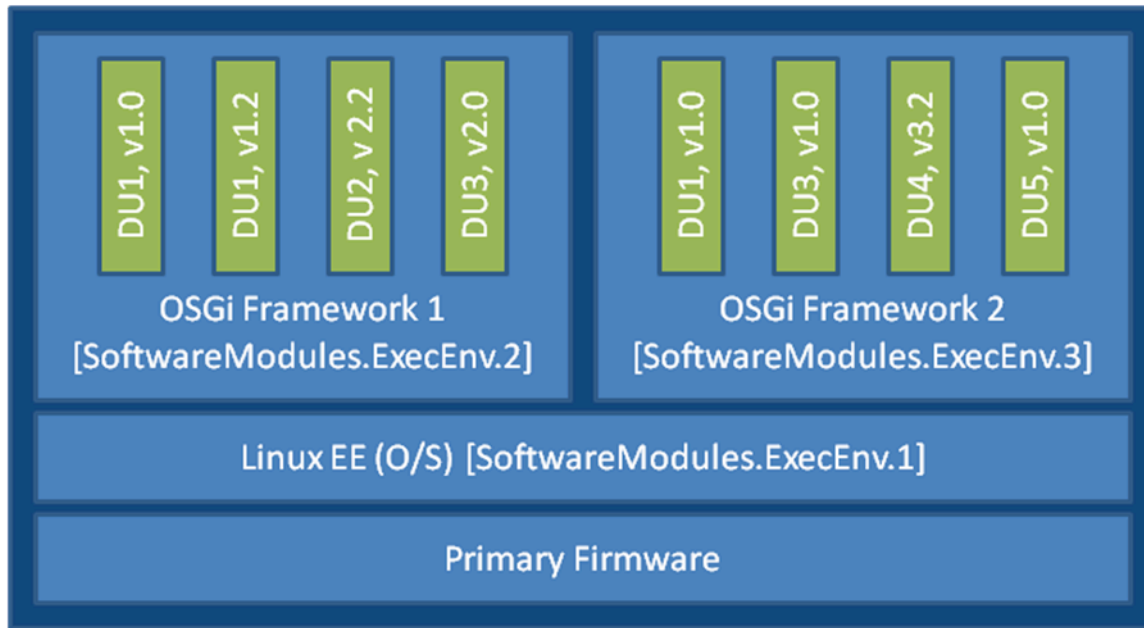 DU1, v1.0
DU1, v1.2
DU2, v 2.2
DU3, v2.0
OSGi Framework 1
[SoftwareModules.ExecEnv.2]
DU1, v1.0
DU3, v1.0
DU4, v3.2
DU5, v1.0
OSGi Framework 2
[SoftwareModules.ExecEnv.3]
Linux EE (O/S) [SoftwareModules.ExecEnv.1]
Primary Firmware